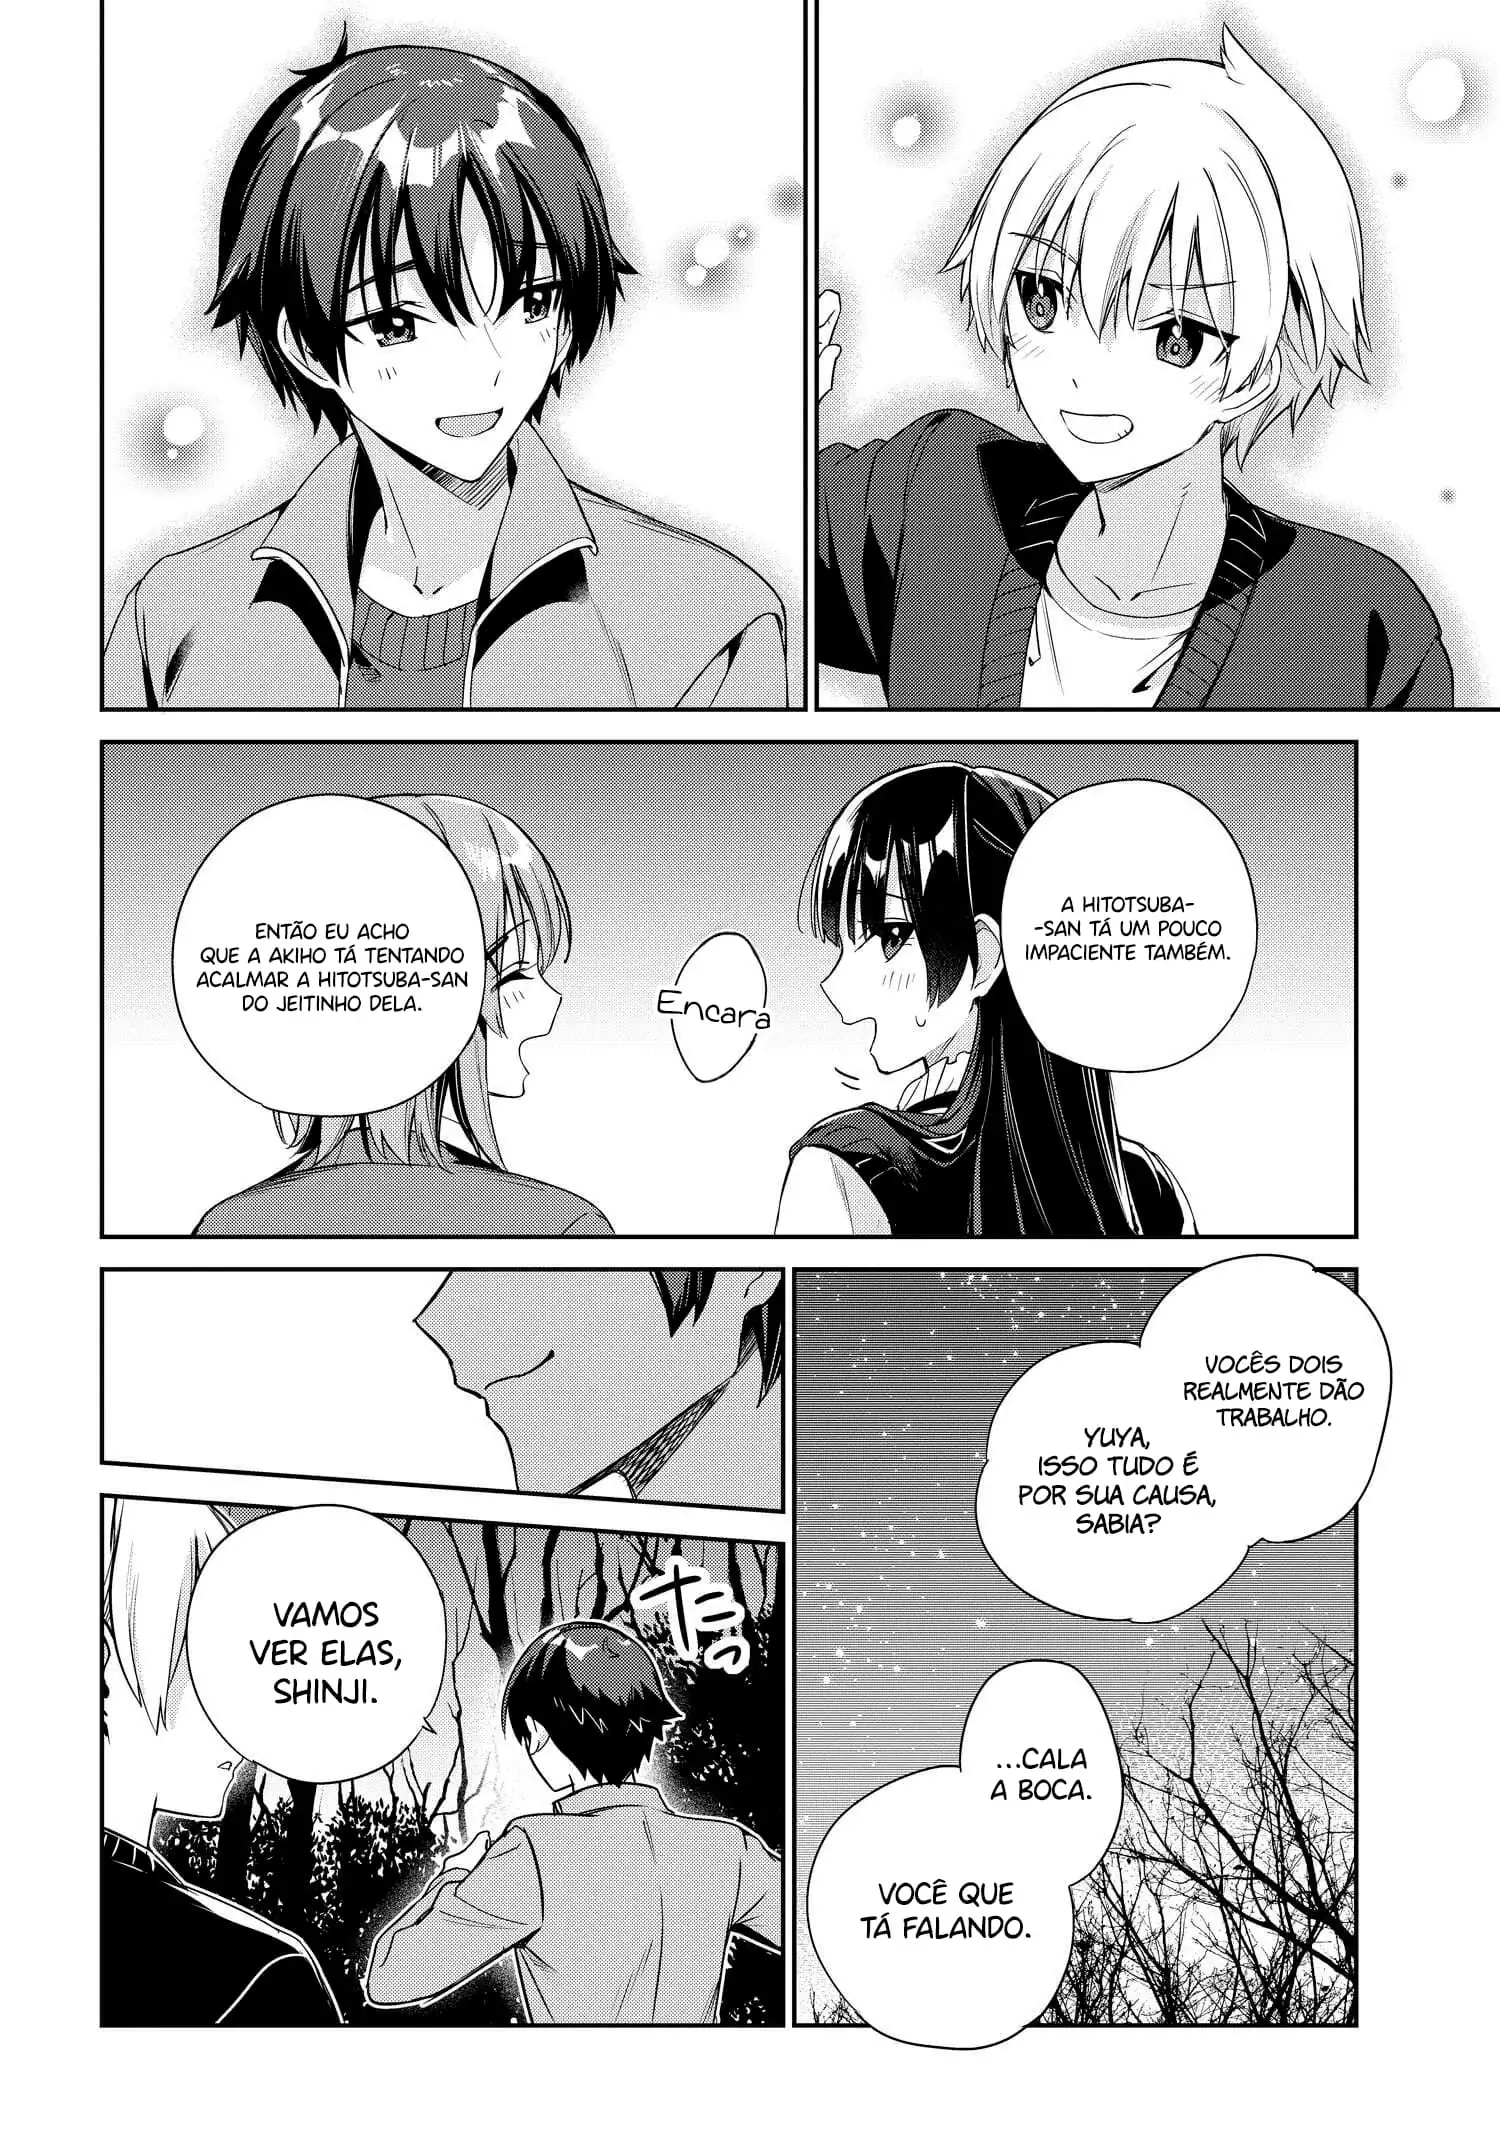 A HITOTSUBA-
-SAN TÁ UM POUCO
IMPACIENTE TAMBÉM.
Encara
ENTÃO EU ACHO
QUE A AKIHO TÁ TENTANDO
ACALMAR A HITOTSUBA-SAN
DO JEITINHO DELA.
VOCÊS DOIS
REALMENTE DÃO
TRABALHO.
YUYA,
ISSO TUDO É
POR SUA CAUSA,
SABIA?
...CALA
A BOCA.
VOCÊ QUE
TÁ FALANDO.
VAMOS
VER ELAS,
SHINJI.
たっ